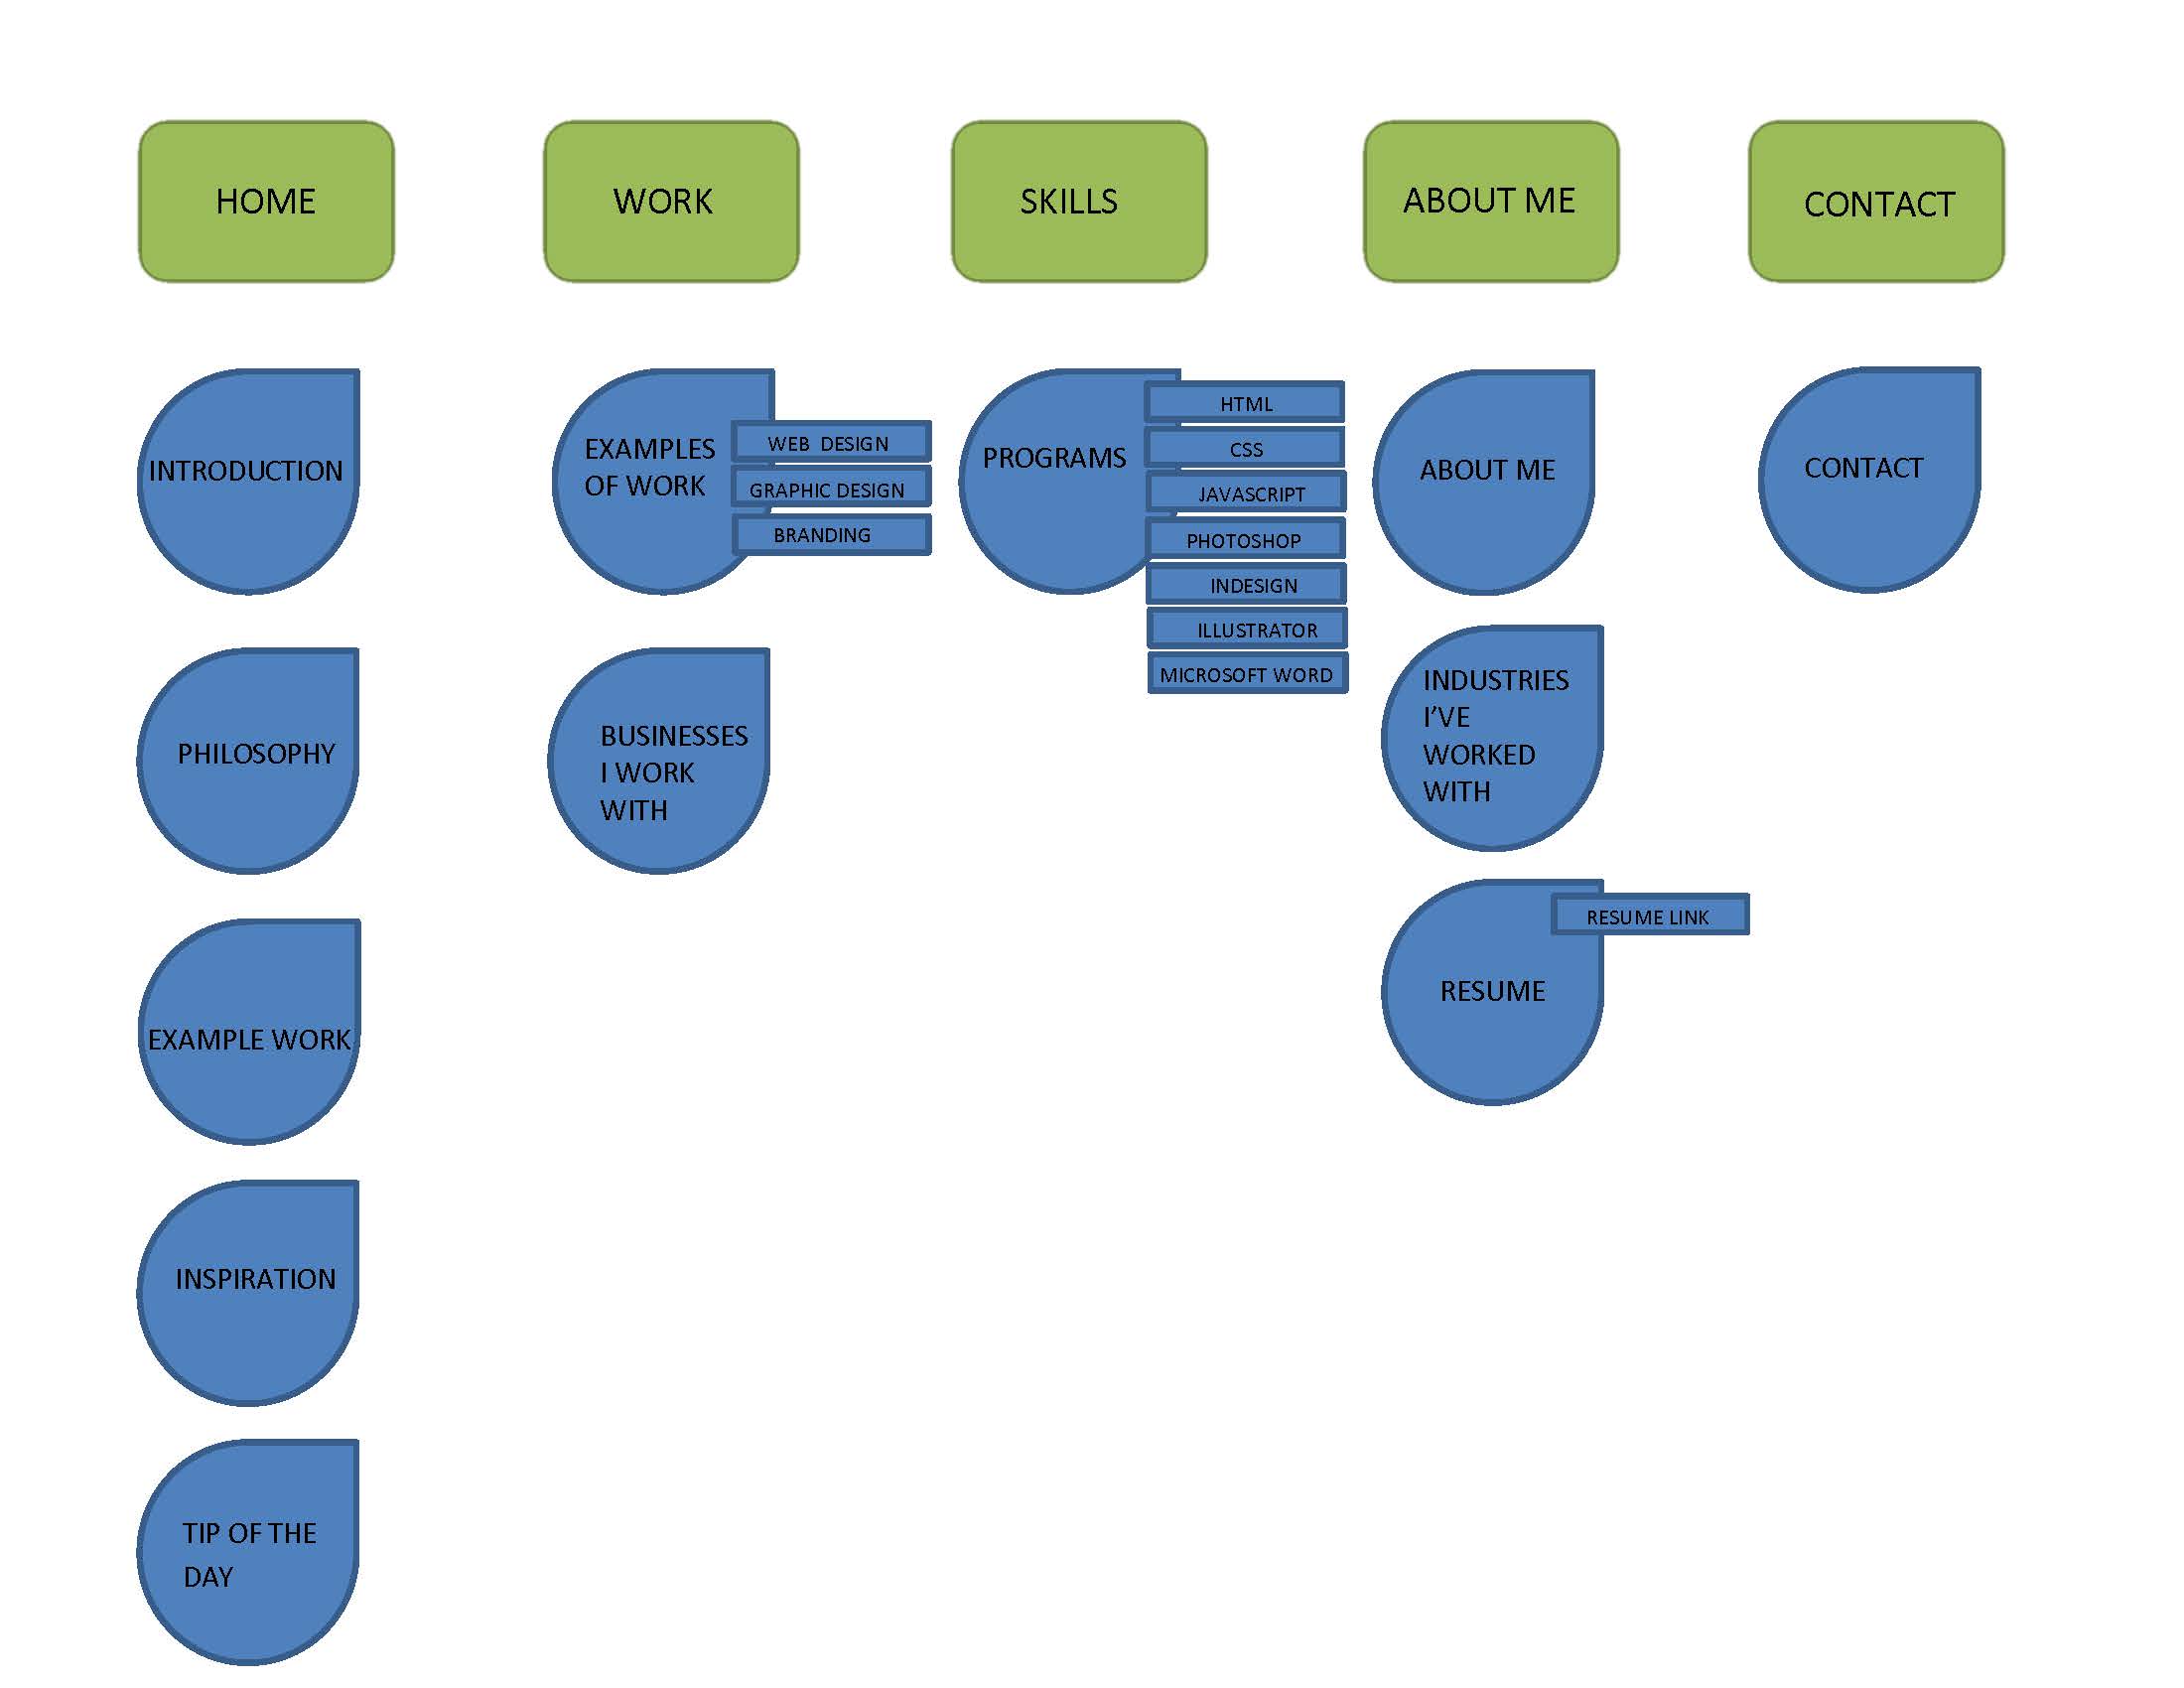 HOME
WORK
SKILLS
ABOUT ME
CONTACT
INTRODUCTION
PHILOSOPHY
EXAMPLE WORK
INSPIRATION
TIP OF THE
DAY
EXAMPLES
OF WORK
WEB  DESIGN
GRAPHIC DESIGN
BRANDING
BUSINESSES
I WORK
WITH
PROGRAMS
HTML
CSS
JAVASCRIPT
PHOTOSHOP
INDESIGN
ILLUSTRATOR
MICROSOFT WORD
ABOUT ME
INDUSTRIES
I’VE
WORKED
WITH
RESUME LINK
RESUME
CONTACT